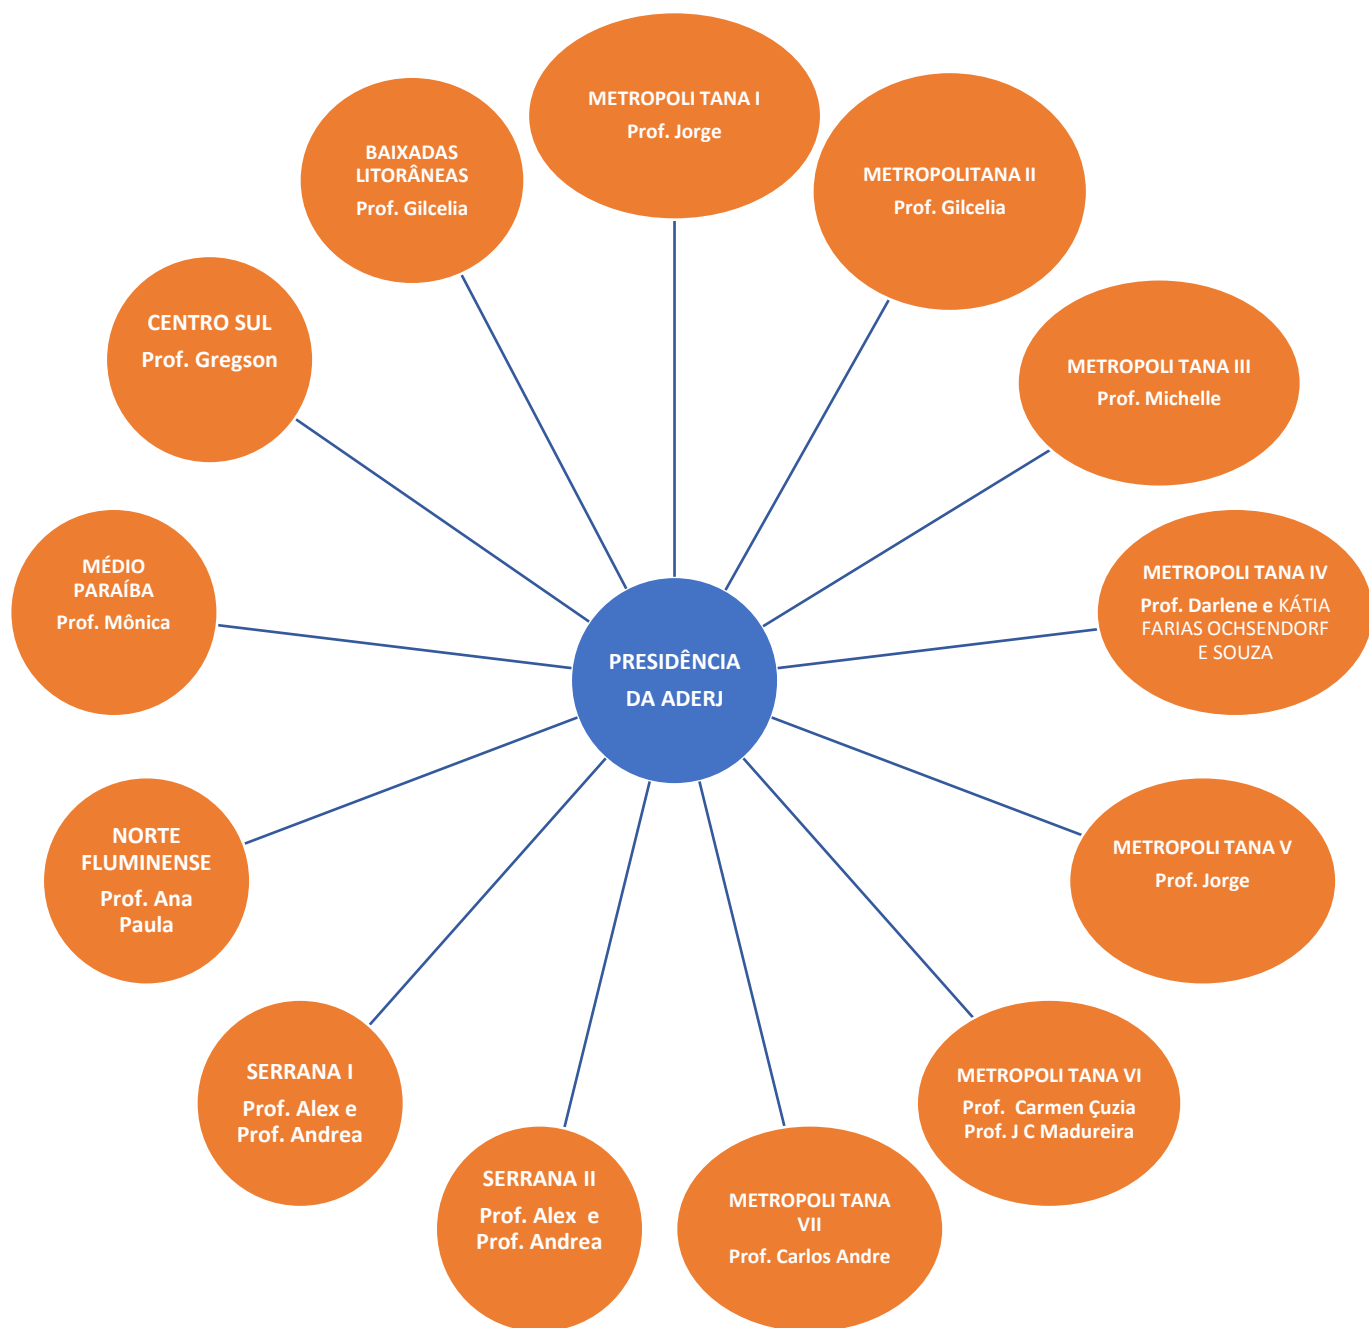 METROPOLI TANA I
Prof. Jorge
METROPOLITANA II
Prof. Gilcelia
METROPOLI TANA III
Prof. Michelle
METROPOLI TANA IV
Prof. Darlene e KÁTIA
FARIAS OCHSENDORF
E SOUZA
METROPOLI TANA V
Prof. Jorge
METROPOLI TANA VI
Prof. Carmen Çuzia
Prof. J C Madureira
METROPOLI TANA
VII
Prof. Carlos Andre
SERRANA II
Prof. Alex e
Prof. Andrea
SERRANA I
Prof. Alex e
Prof. Andrea
NORTE
FLUMINENSE
Prof. Ana
Paula
MÉDIO
PARAÍBA
Prof. Mônica
CENTRO SUL
Prof. Gregson
BAIXADAS
LITORÂNEAS
Prof. Gilcelia
PRESIDÊNCIA
DA ADERJ